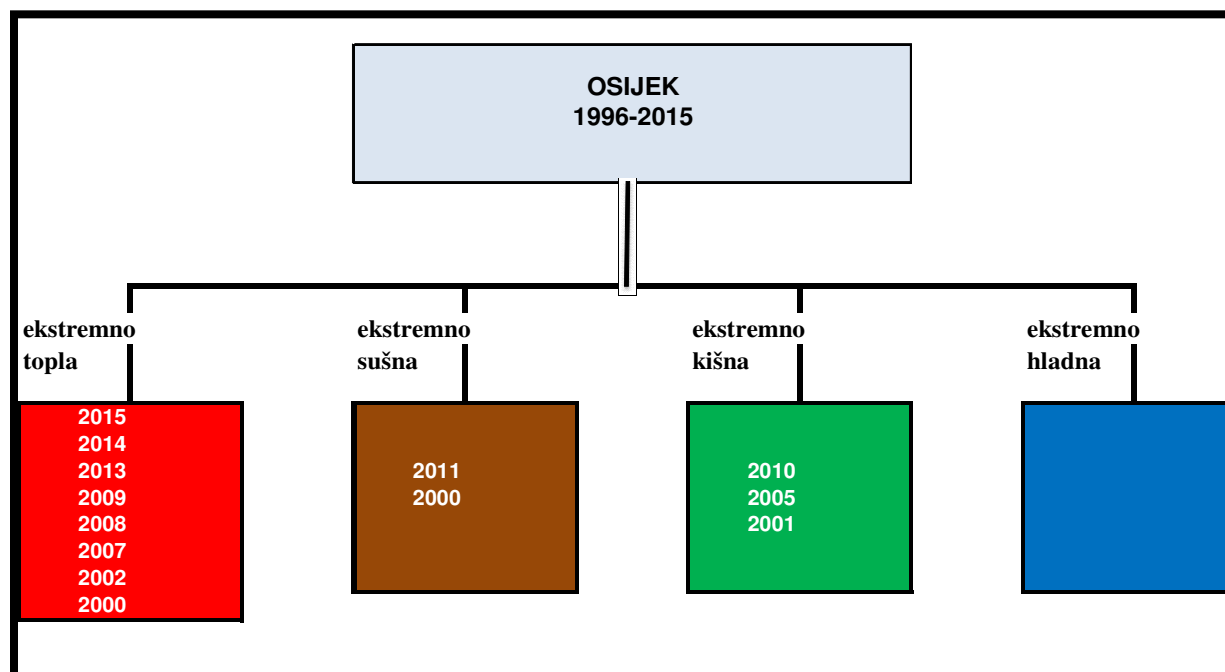 OSIJEK
1996-2015
ekstremno
topla
ekstremno
sušna
ekstremno
kišna
ekstremno
hladna
2015
2014
2013
2009
2008
2007
2002
2000
2011
2000
2010
2005
2001